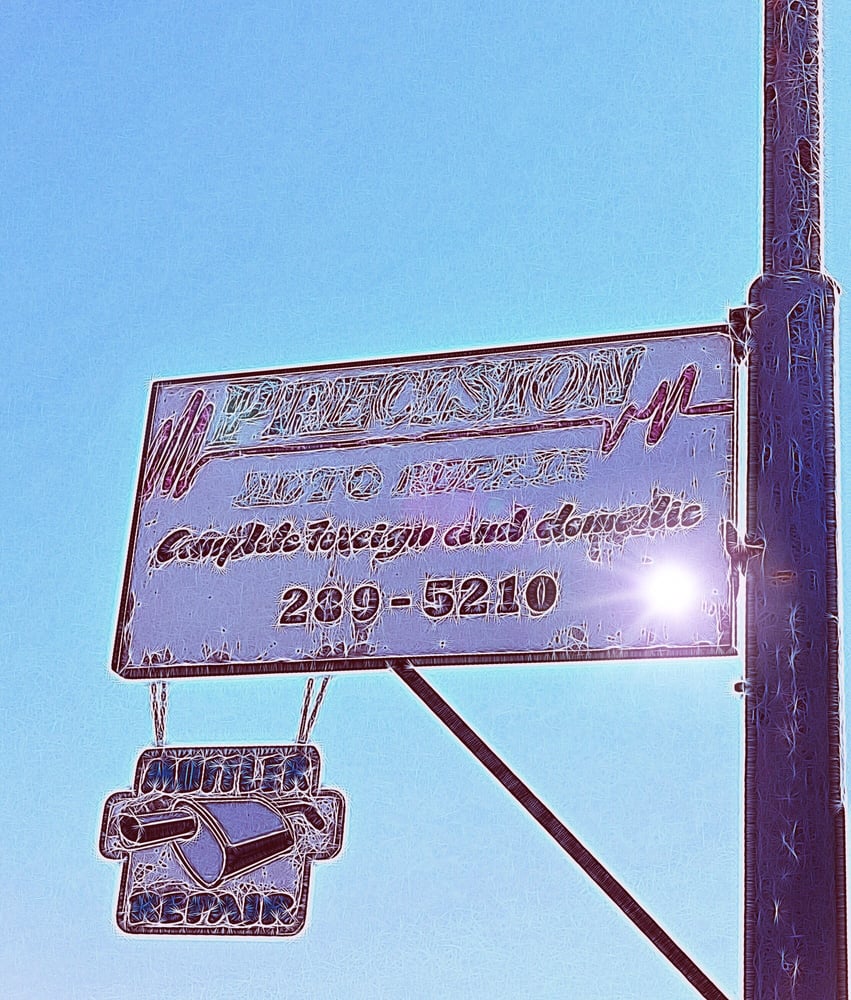 PRECISION
AUTO REPAIR
Complete Foreign and domestic
289-5210
MUFFLER
REPAIR